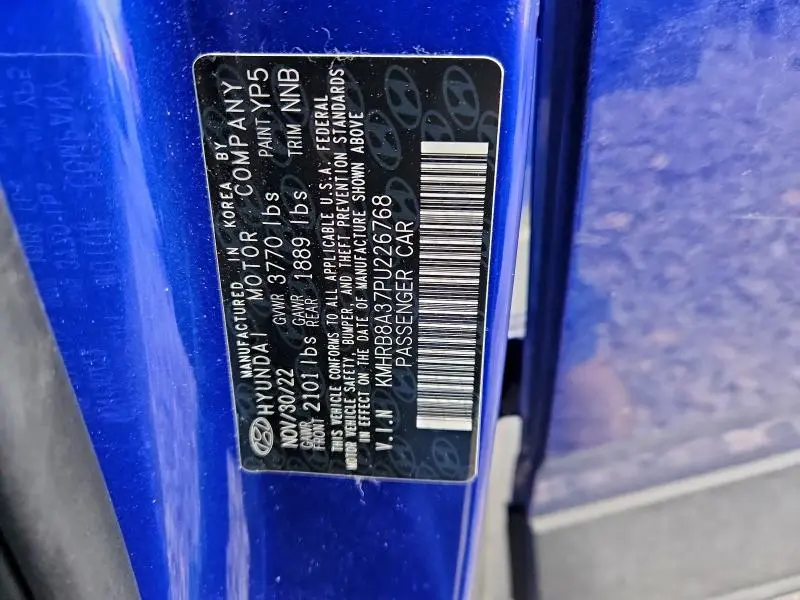 MANUFACTURED IN KOREA BY
HYUNDAI MOTOR COMPANY
NOV/30/22 GVWR 3770 lbs PAINT YP5
GAWR FRONT 2101 lbs GAWR REAR 1889 lbs TRIM NNB
THIS VEHICLE CONFORMS TO ALL APPLICABLE U.S.A. FEDERAL
MOTOR VEHICLE SAFETY, BUMPER, AND THEFT PREVENTION STANDARDS
IN EFFECT ON THE DATE OF MANUFACTURE SHOWN ABOVE
V.I.N KMHRB8A37PU226768
PASSENGER CAR